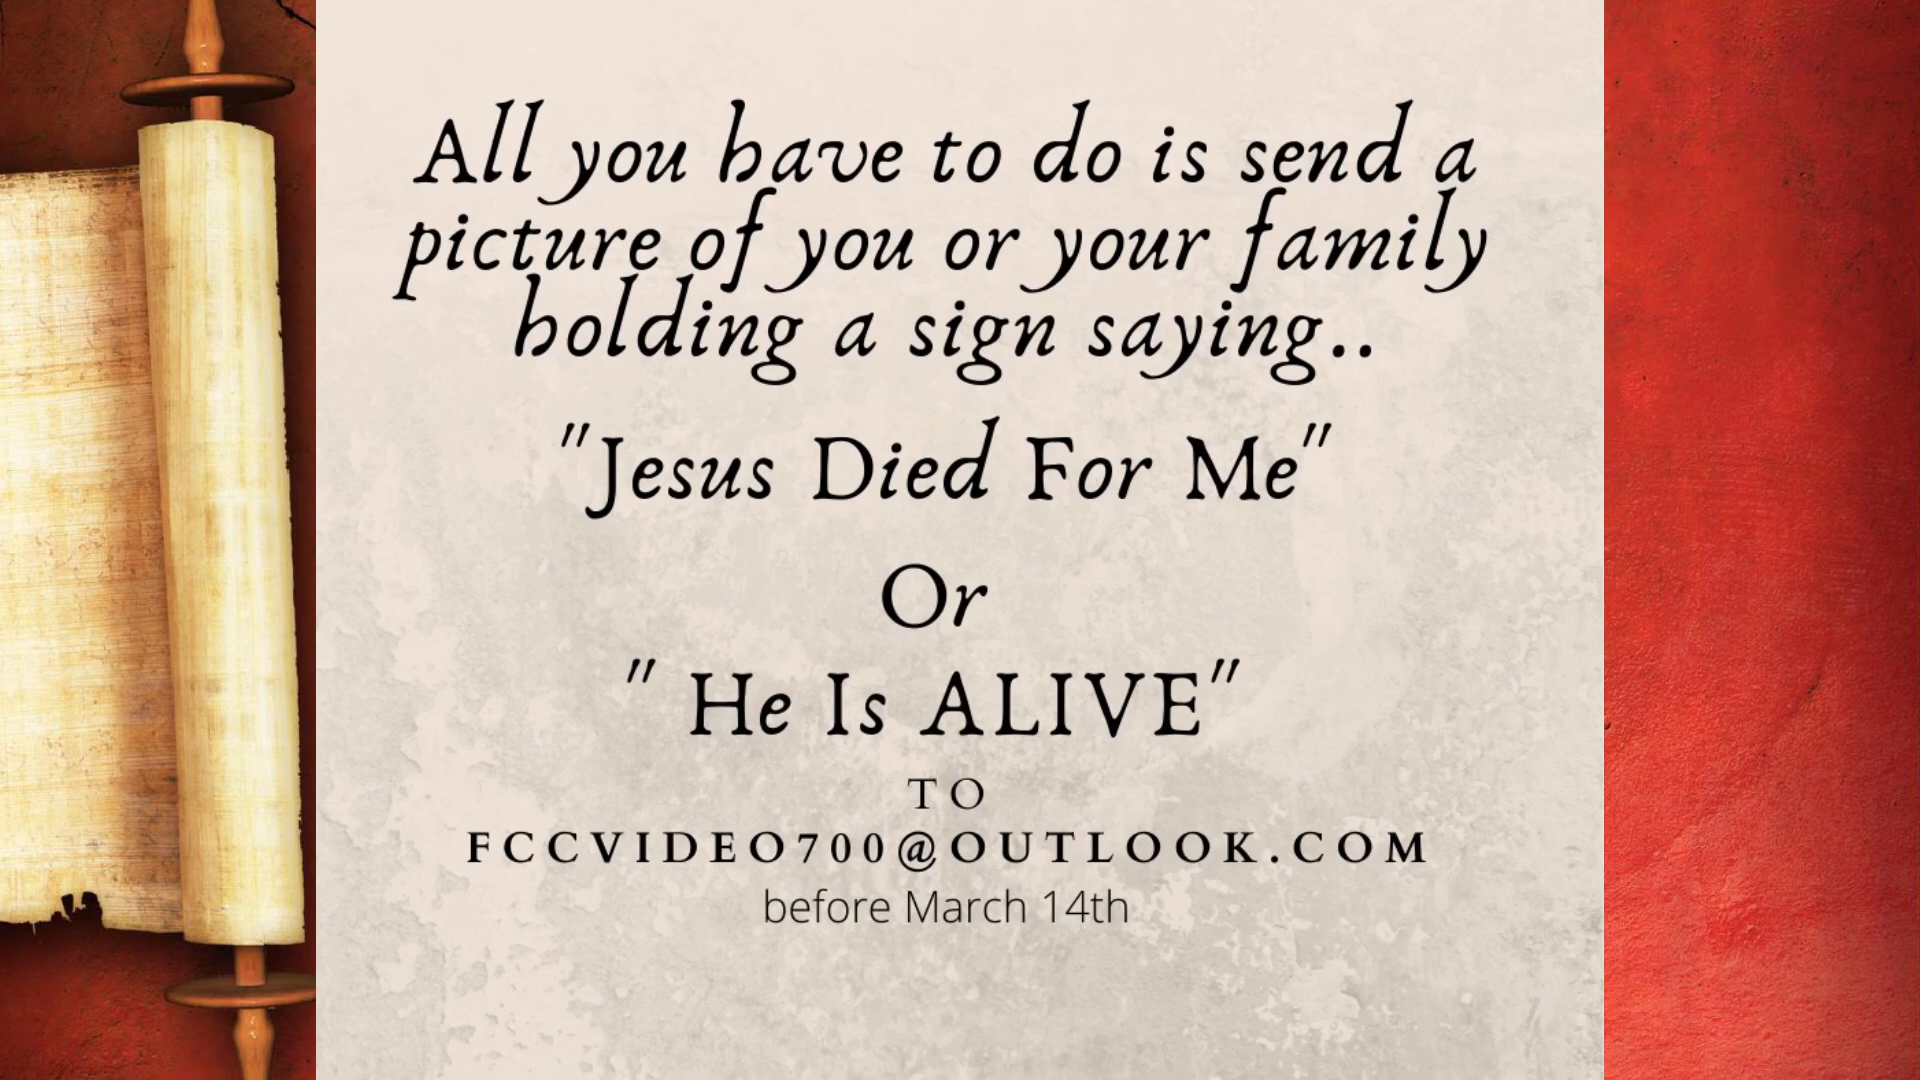 All you have to do is send a
picture of you or your family
holding a sign saying..
"Jesus Died For Me"
Or
" He Is ALIVE"
TO
FCCVIDEO700@OUTLOOK.COM
before March 14th